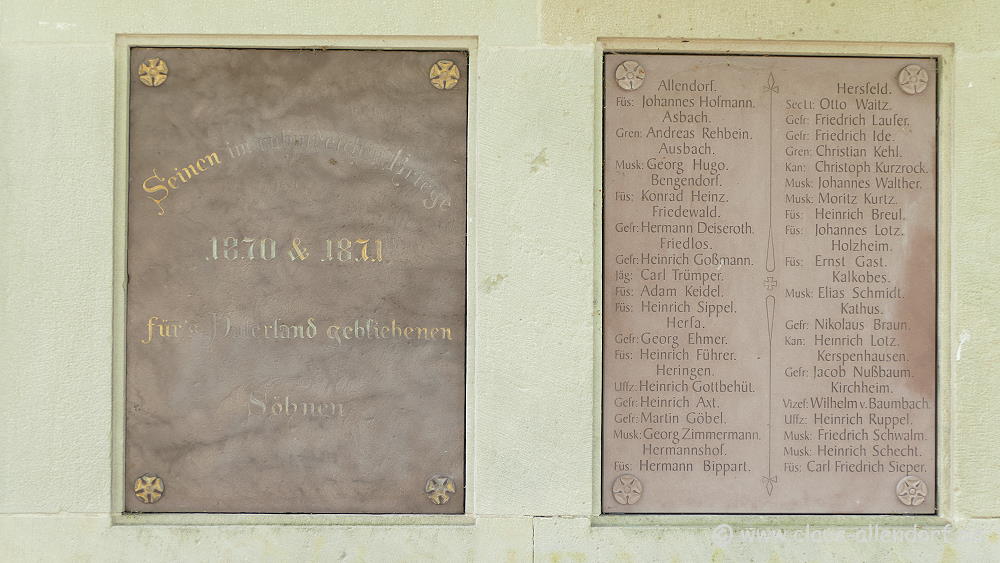 Seinen im ruhmreichen Kriege
1870 & 1871
für's Vaterland gebliebenen
Söhnen
Allendorf.
Füs: Johannes Hofmann.
Asbach.
Gren: Andreas Rehbein.
Ausbach.
Musk: Georg Hugo.
Bengendorf.
Füs: Konrad Heinz.
Friedewald.
Gefr: Hermann Deiseroth.
Friedlos.
Gefr: Heinrich Goßmann.
Jäg: Carl Trümper.
Füs: Adam Keidel.
Füs: Heinrich Sippel.
Herfa.
Gefr: Georg Ehmer.
Füs: Heinrich Führer.
Heringen.
Uffz: Heinrich Gottbehüt.
Gefr: Heinrich Axt.
Gefr: Martin Göbel.
Musk: Georg Zimmermann.
Hermannshof.
Füs: Hermann Bippart.
Hersfeld.
Sec Lt: Otto Waitz.
Gefr: Friedrich Laufer.
Gefr: Friedrich Ide.
Gren: Christian Kehl.
Kan: Christoph Kurzrock.
Musk: Johannes Walther.
Musk: Moritz Kurtz.
Füs: Heinrich Breul.
Füs: Johannes Lotz.
Holzheim.
Füs: Ernst Gast.
Kalkobes.
Musk: Elias Schmidt.
Kathus.
Gefr: Nikolaus Braun.
Kan: Heinrich Lotz.
Kerspenhausen.
Gefr: Jacob Nußbaum.
Kirchheim.
Vizef: Wilhelm v. Baumbach.
Uffz: Heinrich Ruppel.
Musk: Friedrich Schwalm.
Musk: Heinrich Schecht.
Füs: Carl Friedrich Sieper.